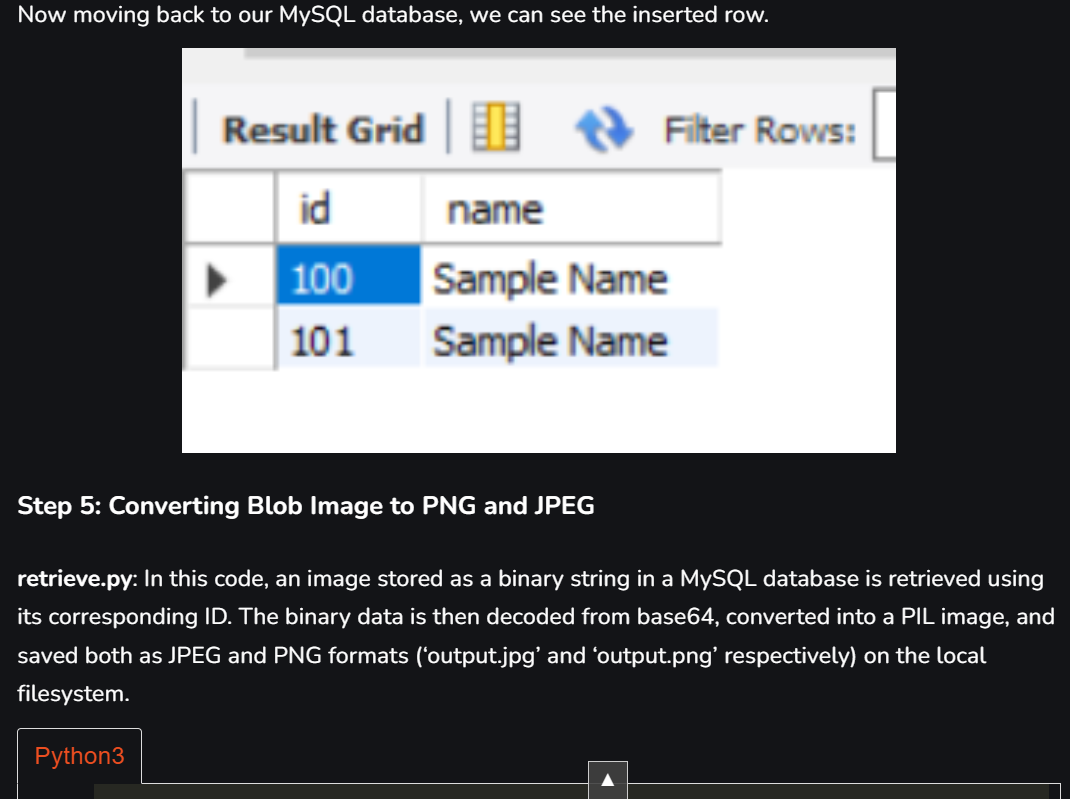 Now moving back to our MySQL database, we can see the inserted row.
Result Grid Filter Rows:
id name
100 Sample Name
101 Sample Name
Step 5: Converting Blob Image to PNG and JPEG
retrieve.py: In this code, an image stored as a binary string in a MySQL database is retrieved using
its corresponding ID. The binary data is then decoded from base64, converted into a PIL image, and
saved both as JPEG and PNG formats (‘output.jpg’ and ‘output.png’ respectively) on the local
filesystem.
Python3